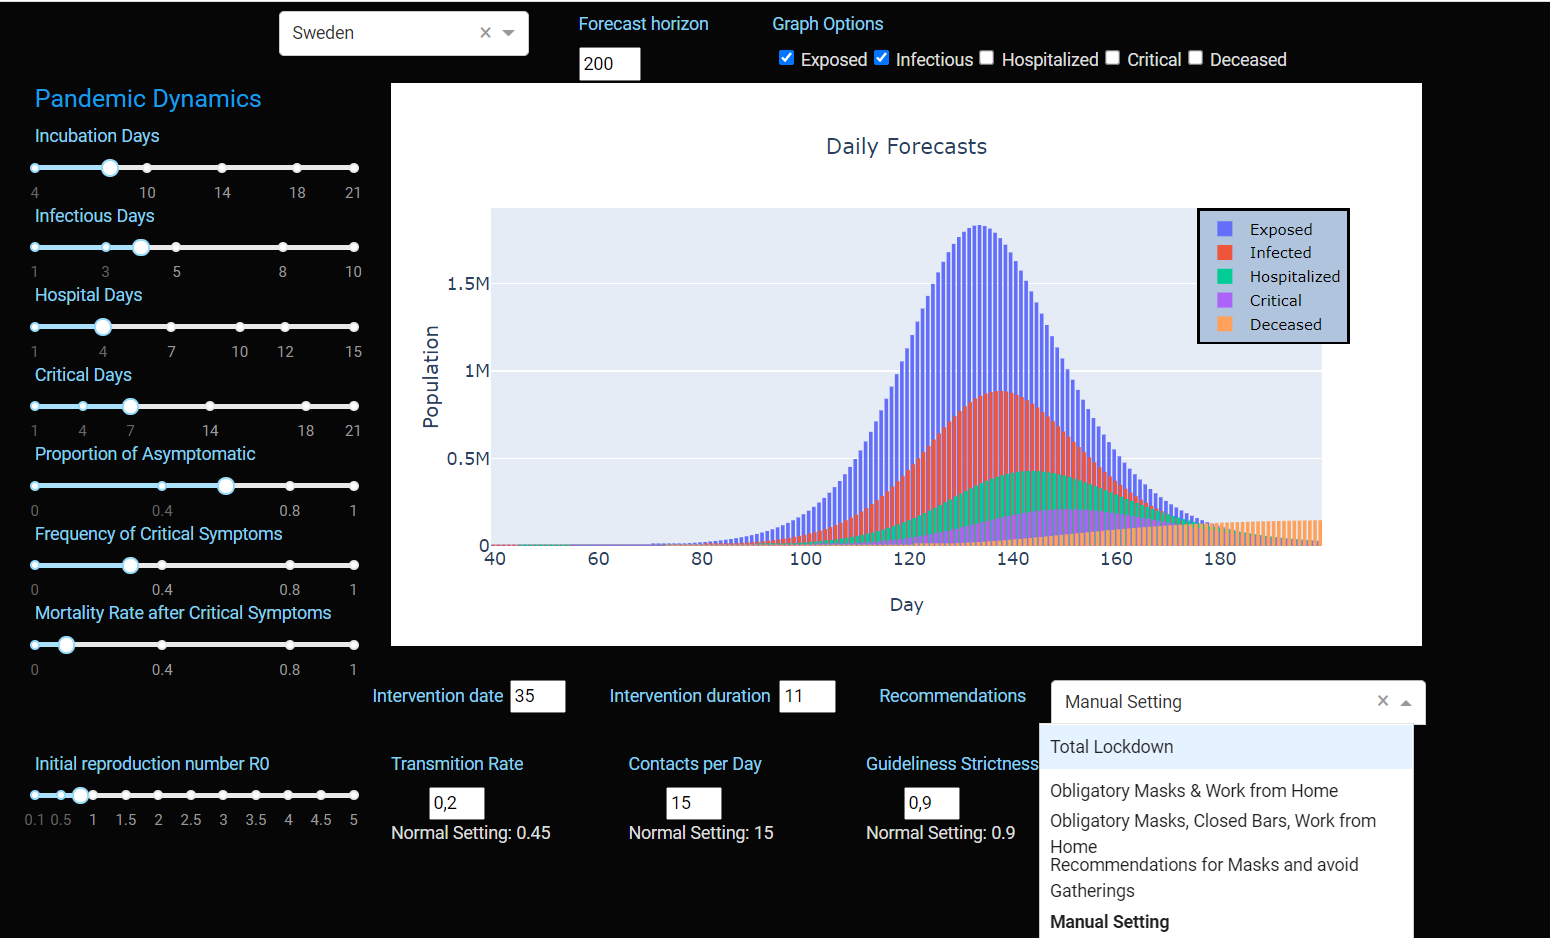 Sweden × 
Forecast horizon
200
Graph Options
Exposed Infectious Hospitalized Critical Deceased
Pandemic Dynamics
Incubation Days
4 10 14 18 21
Infectious Days
1 3 5 8 10
Hospital Days
1 4 7 10 12 15
Critical Days
1 4 7 14 18 21
Proportion of Asymptomatic
0 0.4 0.8 1
Frequency of Critical Symptoms
0 0.4 0.8 1
Mortality Rate after Critical Symptoms
0 0.4 0.8 1
Daily Forecasts
Exposed
Infected
Hospitalized
Critical
Deceased
Population
1.5M
1M
0.5M
0
40 60 80 100 120 140 160 180
Day
Intervention date 35
Intervention duration 11
Recommendations
Manual Setting ×
Total Lockdown
Obligatory Masks & Work from Home
Obligatory Masks, Closed Bars, Work from
Home
Recommendations for Masks and avoid
Gatherings
Manual Setting
Initial reproduction number R0
0.1 0.5 1 1.5 2 2.5 3 3.5 4 4.5 5
Transmition Rate
0,2
Normal Setting: 0.45
Contacts per Day
15
Normal Setting: 15
Guideliness Strictness
0,9
Normal Setting: 0.9